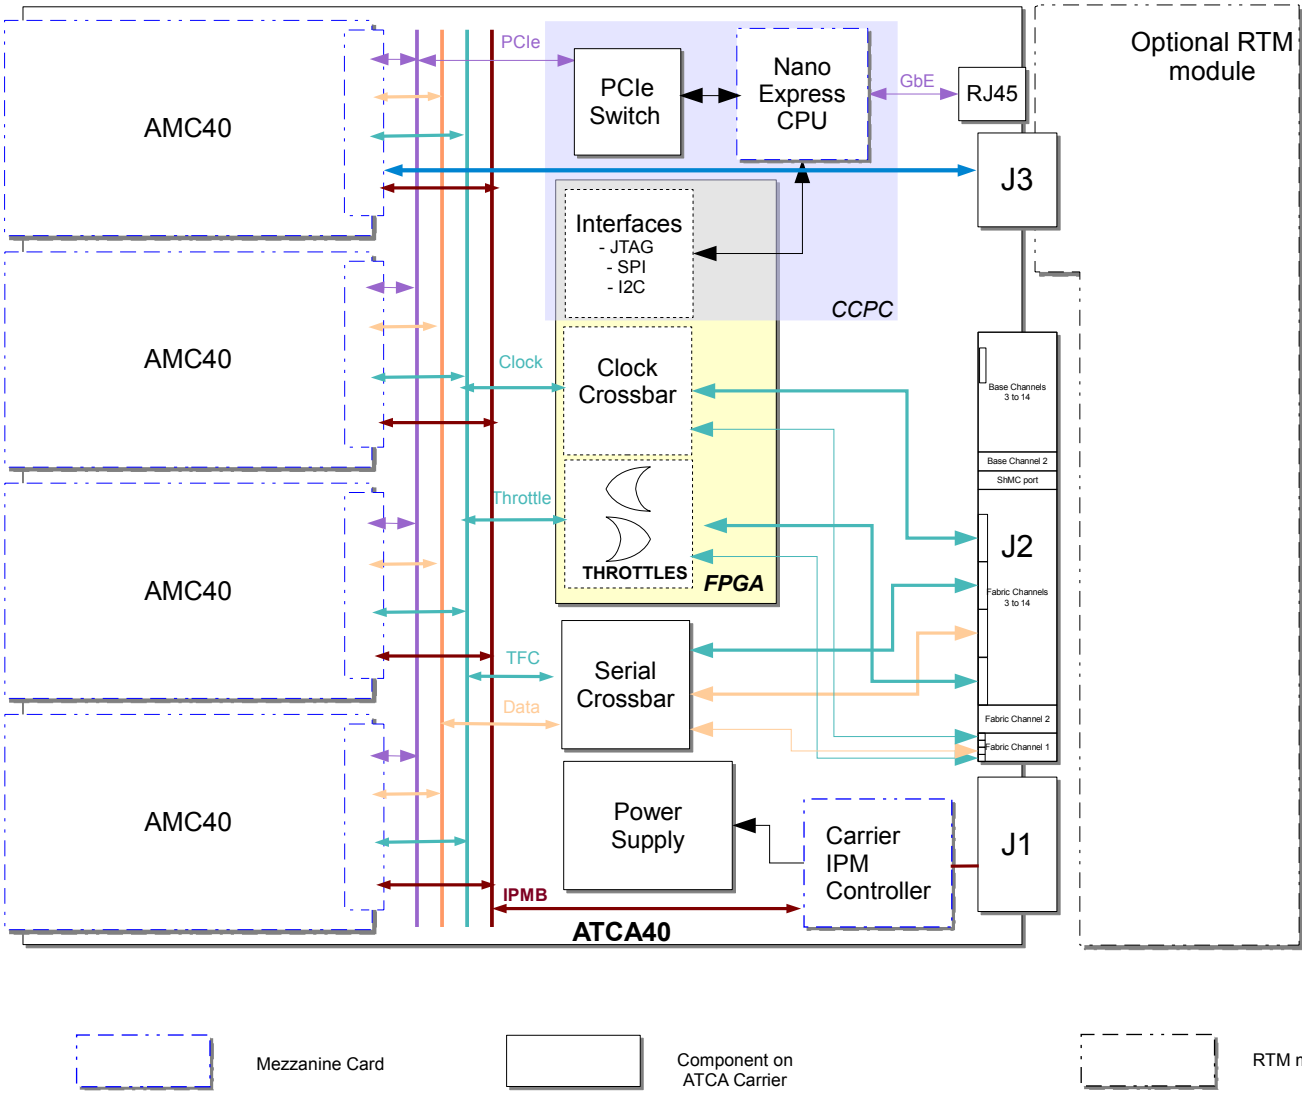 Optional RTM
module
PCIe
PCIe
Switch
Nano
Express
CPU
GbE
RJ45
AMC40
J3
Interfaces
- JTAG
- SPI
- I2C
CCPC
AMC40
Clock
Clock
Crossbar
Base Channels
3 to 14
Base Channel 2
ShMC port
Throttle
THROTTLES
FPGA
J2
Fabric Channels
3 to 14
AMC40
TFC
Serial
Crossbar
Data
Fabric Channel 2
Fabric Channel 1
AMC40
Power
Supply
Carrier
IPM
Controller
J1
IPMB
ATCA40
Mezzanine Card
Component on
ATCA Carrier
RTM